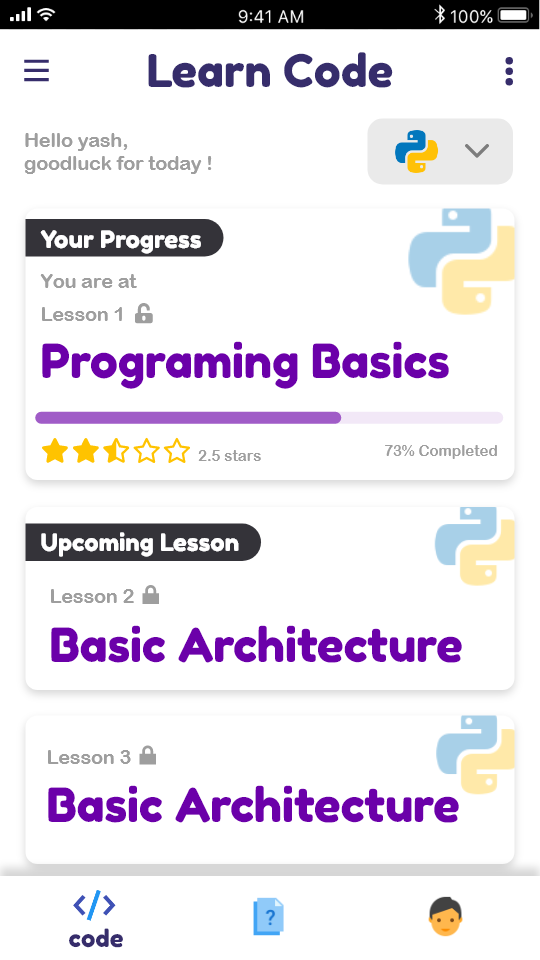 9:41 AM
100%
Learn Code
Hello yash,
goodluck for today !
Your Progress
You are at
Lesson 1
Programing Basics
2.5 stars
73% Completed
Upcoming Lesson
Lesson 2
Basic Architecture
Lesson 3
Basic Architecture
</>
?
code